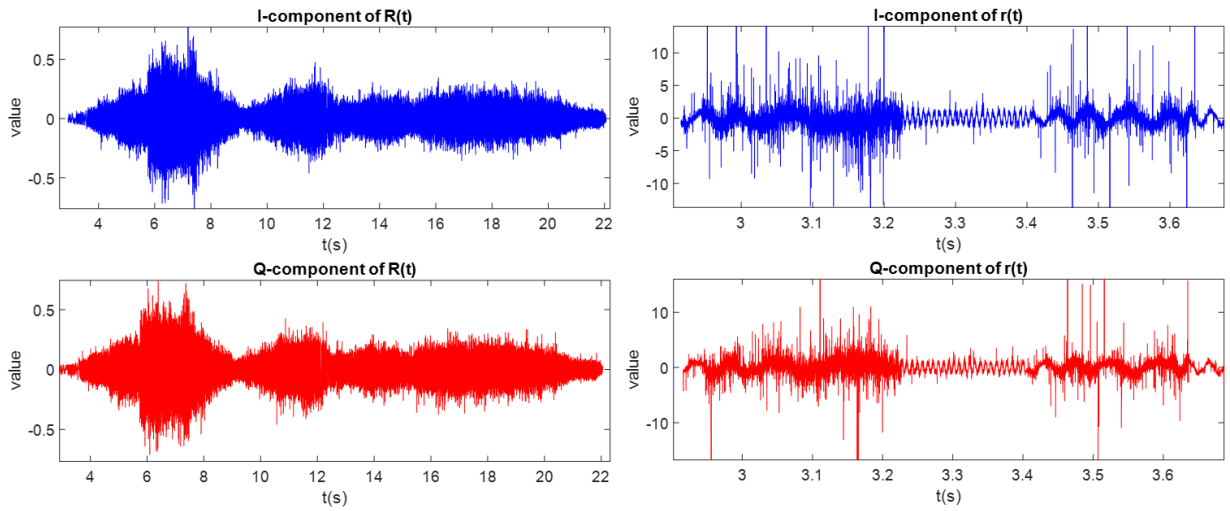 I-component of R(t)
value
0.5
0
-0.5
4 6 8 10 12 14 16 18 20 22
t(s)
I-component of r(t)
value
10
5
0
-5
-10
3 3.1 3.2 3.3 3.4 3.5 3.6
t(s)
Q-component of R(t)
value
0.5
0
-0.5
4 6 8 10 12 14 16 18 20 22
t(s)
Q-component of r(t)
value
10
0
-10
3 3.1 3.2 3.3 3.4 3.5 3.6
t(s)